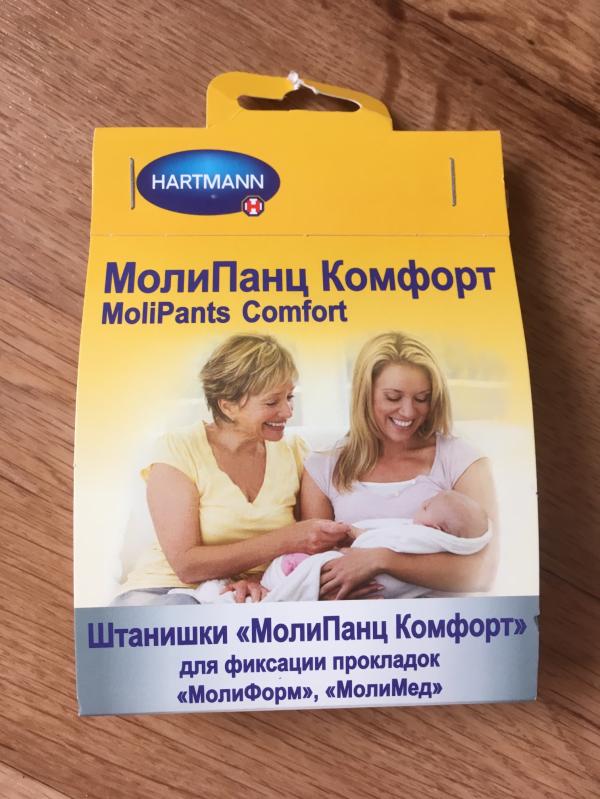 HARTMANN
МолиПанц Комфорт
MoliPants Comfort
Штанишки «МолиПанц Комфорт»
для фиксации прокладок
«МолиФорм», «МолиМед»